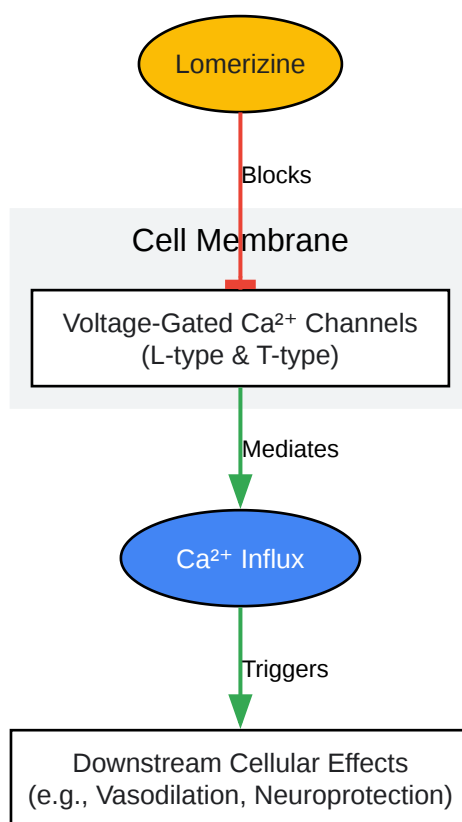 Lomerizine
Blocks
Cell Membrane
Voltage-Gated Ca²⁺ Channels
(L-type & T-type)
Mediates
Ca²⁺ Influx
Triggers
Downstream Cellular Effects
(e.g., Vasodilation, Neuroprotection)